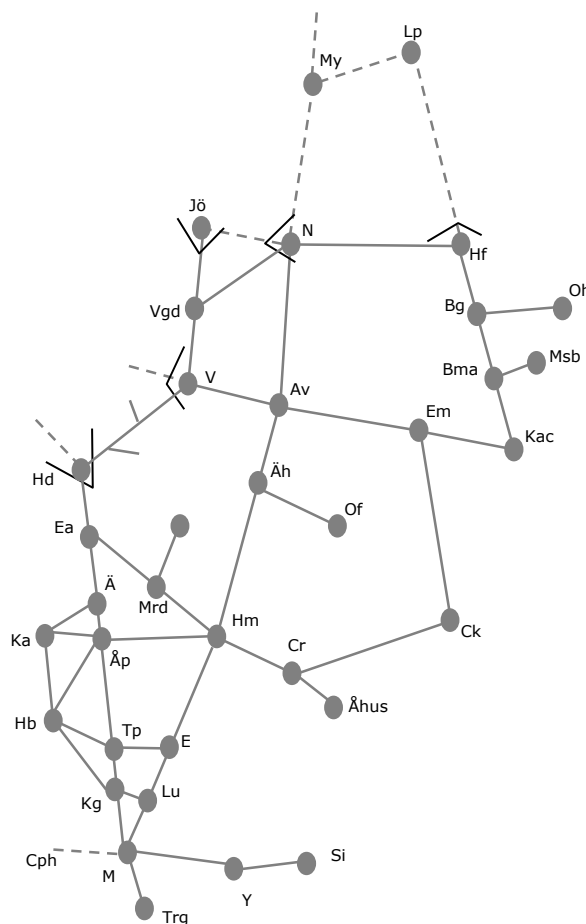 Lp
My
Jö
N
Hf
Vgd
Bg
Oh
V
Bma
Msb
Av
Em
Kac
Hd
Äh
Of
Ea
Ä
Mrd
Hm
Ka
Åp
Cr
Ck
Åhus
Hb
Tp
E
Kg
Lu
Cph
M
Si
Y
Trg